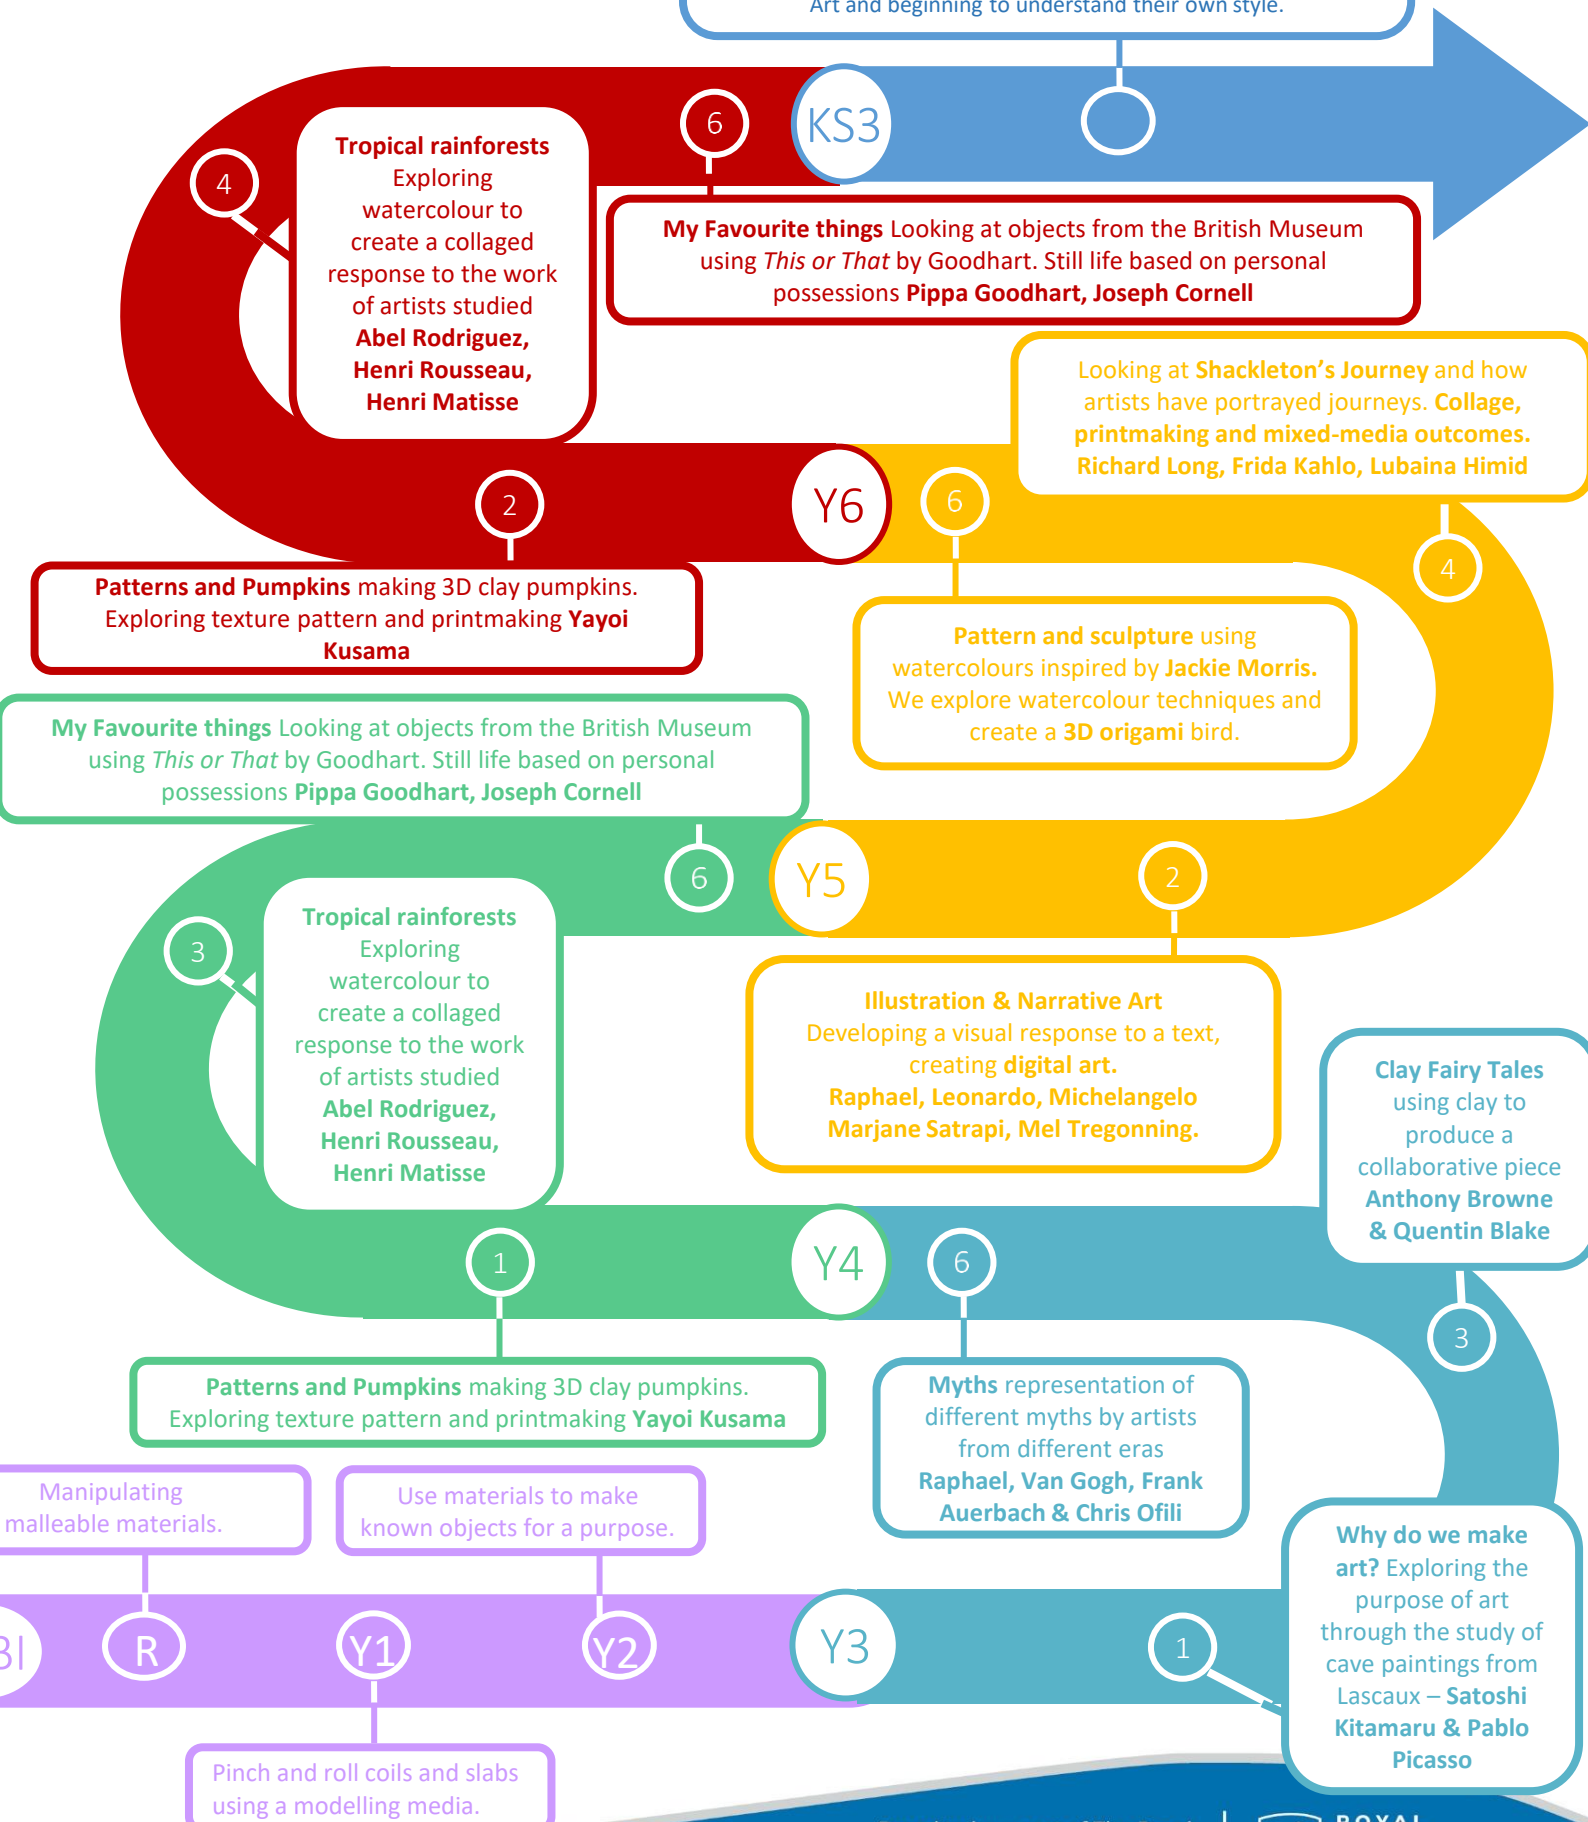 Art and beginning to understand their own style.
KS3
6
4
Tropical rainforests
Exploring
watercolour to
create a collaged
response to the work
of artists studied
Abel Rodriguez,
Henri Rousseau,
Henri Matisse
My Favourite things Looking at objects from the British Museum
using This or That by Goodhart. Still life based on personal
possessions Pippa Goodhart, Joseph Cornell
Looking at Shackleton's Journey and how
artists have portrayed journeys. Collage,
printmaking and mixed-media outcomes.
Richard Long, Frida Kahlo, Lubaina Himid
2
Y6
6
4
Patterns and Pumpkins making 3D clay pumpkins.
Exploring texture pattern and printmaking Yayoi
Kusama
Pattern and sculpture using
watercolours inspired by Jackie Morris.
We explore watercolour techniques and
create a 3D origami bird.
My Favourite things Looking at objects from the British Museum
using This or That by Goodhart. Still life based on personal
possessions Pippa Goodhart, Joseph Cornell
6
Y5
2
3
Tropical rainforests
Exploring
watercolour to
create a collaged
response to the work
of artists studied
Abel Rodriguez,
Henri Rousseau,
Henri Matisse
Illustration & Narrative Art
Developing a visual response to a text,
creating digital art.
Raphael, Leonardo, Michelangelo
Marjane Satrapi, Mel Tregonning.
Clay Fairy Tales
using clay to
produce a
collaborative piece
Anthony Browne
& Quentin Blake
1
Y4
6
3
Patterns and Pumpkins making 3D clay pumpkins.
Exploring texture pattern and printmaking Yayoi Kusama
Myths representation of
different myths by artists
from different eras
Raphael, Van Gogh, Frank
Auerbach & Chris Ofili
Manipulating
malleable materials.
Use materials to make
known objects for a purpose.
Why do we make
art? Exploring the
purpose of art
through the study of
cave paintings from
Lascaux – Satoshi
Kitamaru & Pablo
Picasso
R
Y1
Y2
Y3
1
Pinch and roll coils and slabs
using a modelling media.
ROYAL